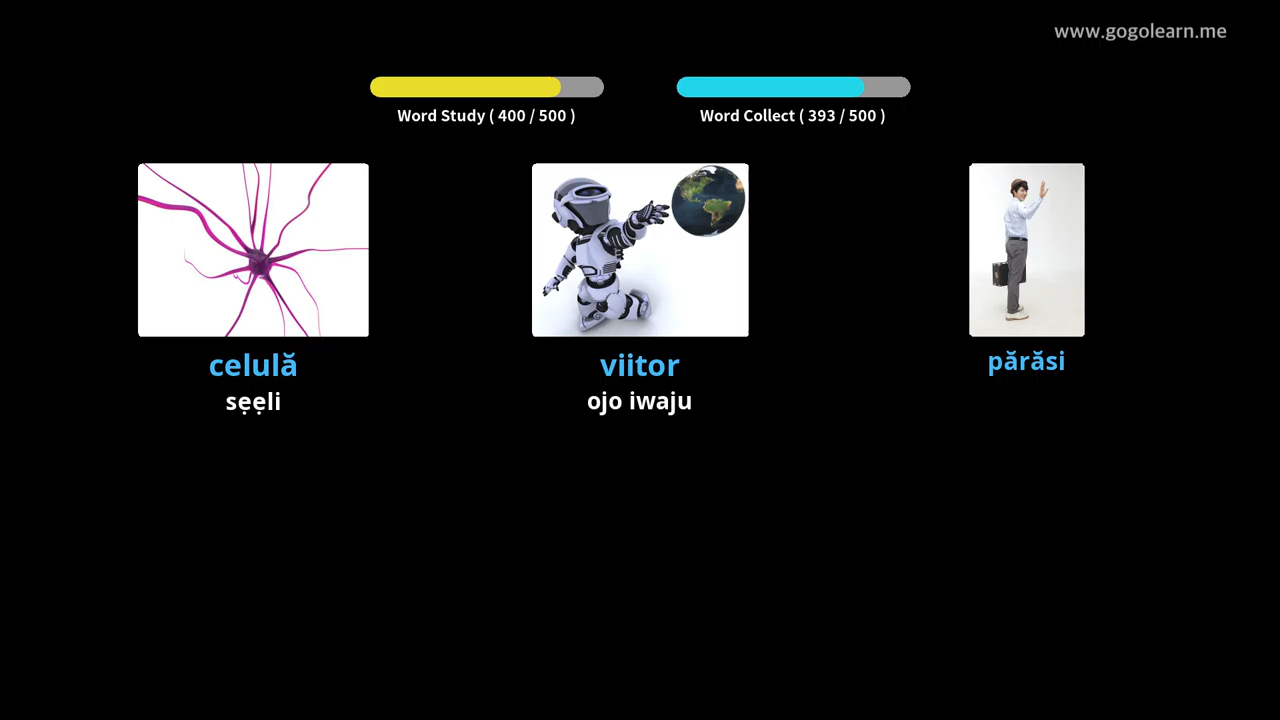 www.gogolearn.me
Word Study ( 400 / 500 )
Word Collect ( 393 / 500 )
celulă
sẹẹli
viitor
ojo iwaju
părăsi